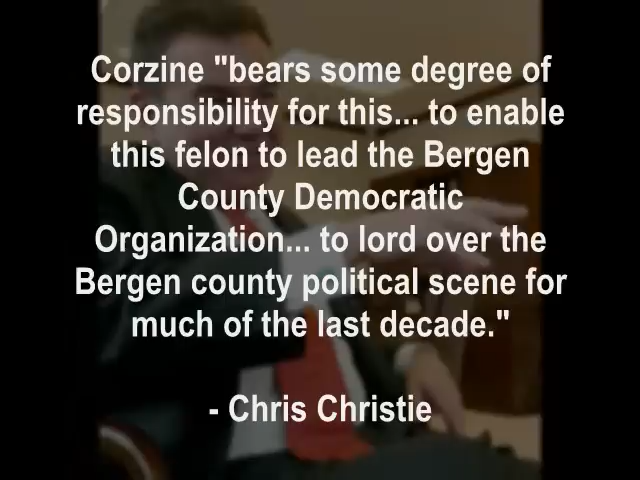 Corzine "bears some degree of
responsibility for this... to enable
this felon to lead the Bergen
County Democratic
Organization... to lord over the
Bergen county political scene for
much of the last decade."
- Chris Christie